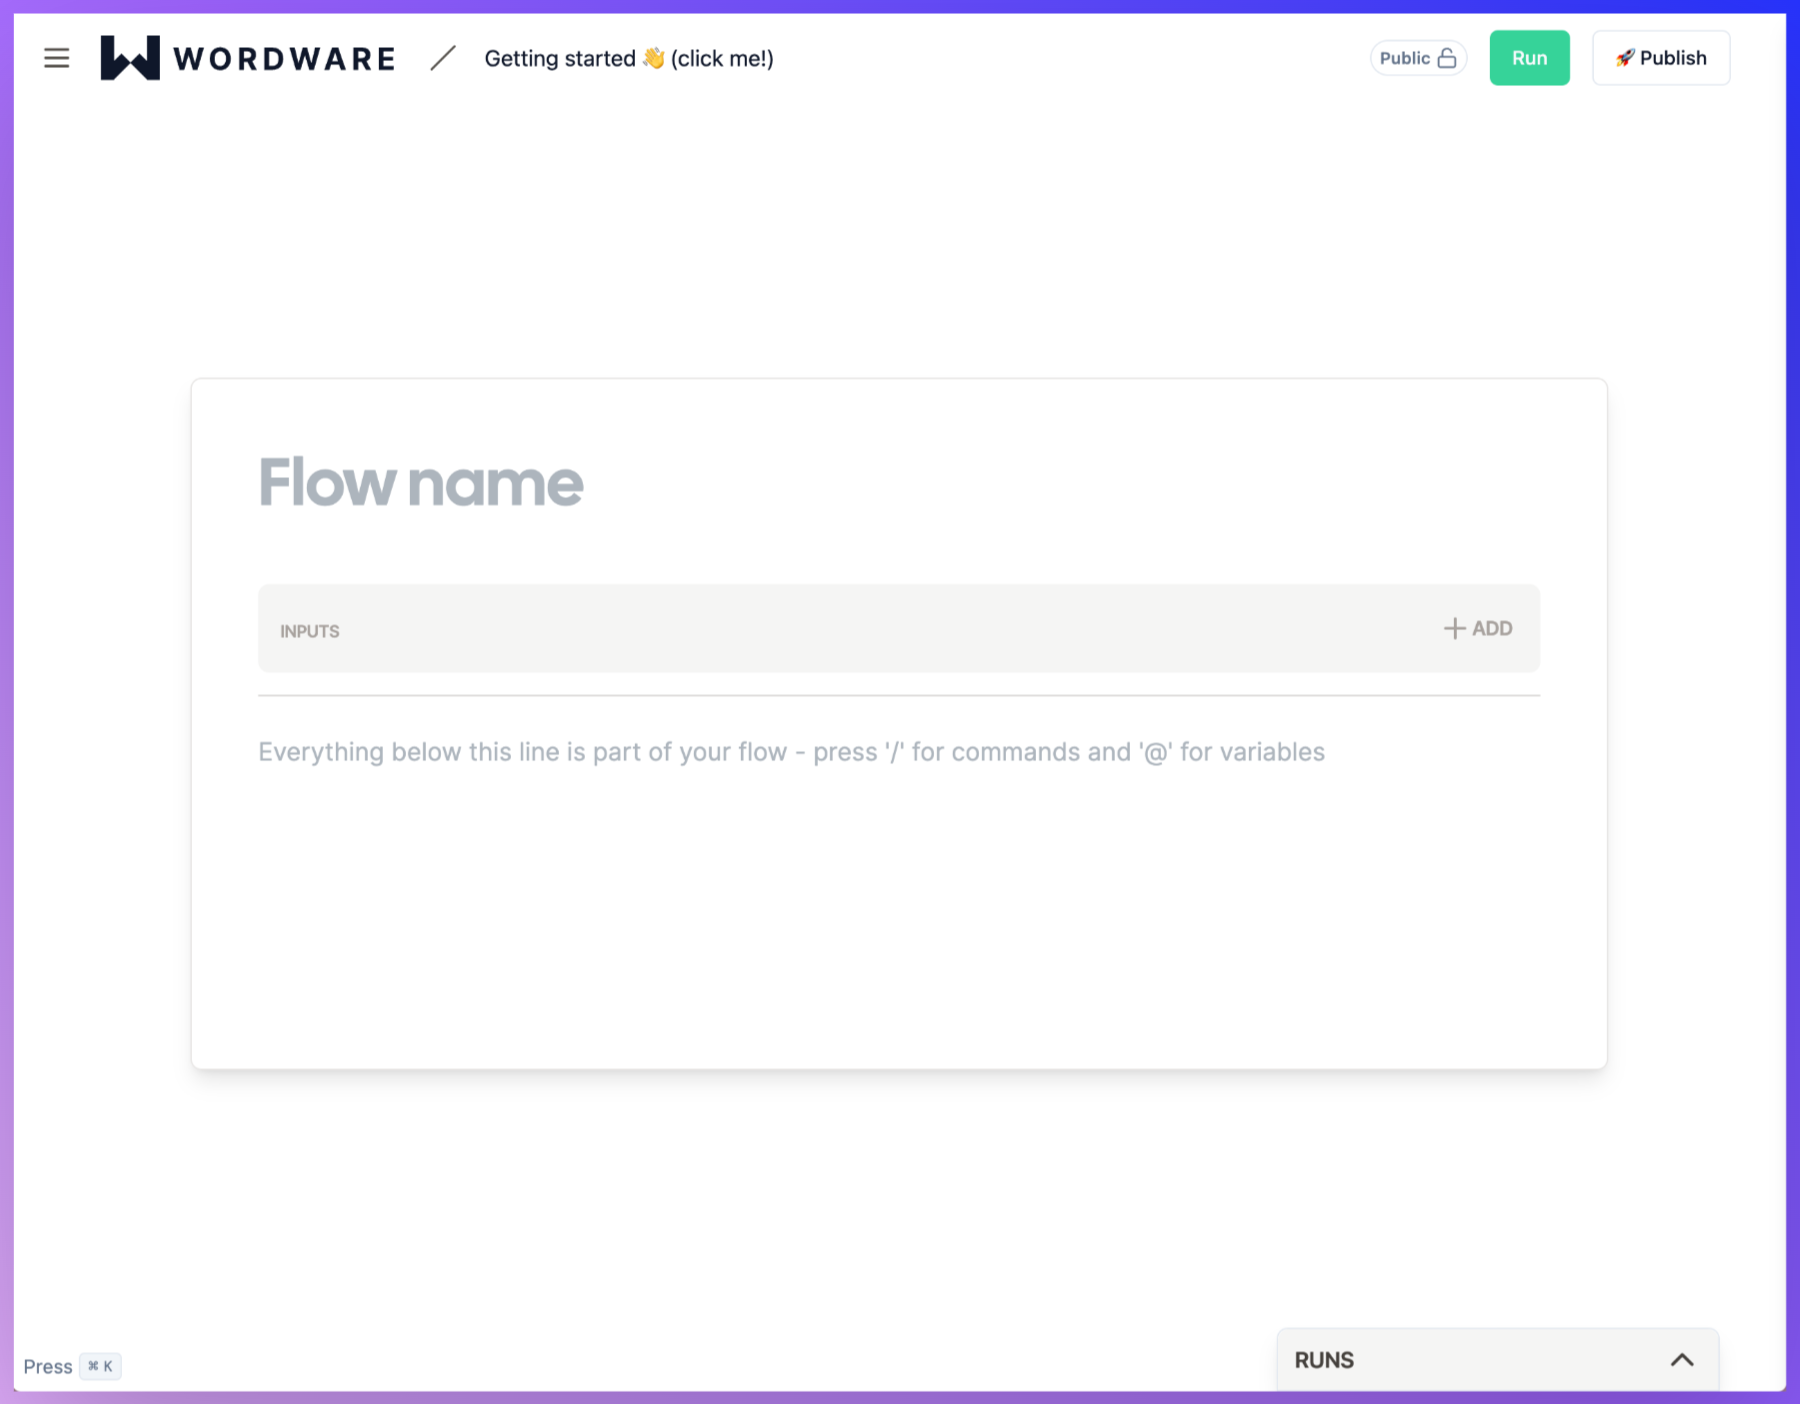 WORDWARE / Getting started 👋 (click me!) Public Run 🚀 Publish
Flow name
INPUTS + ADD
Everything below this line is part of your flow - press '/' for commands and '@' for variables
RUNS
Press ⌘ K